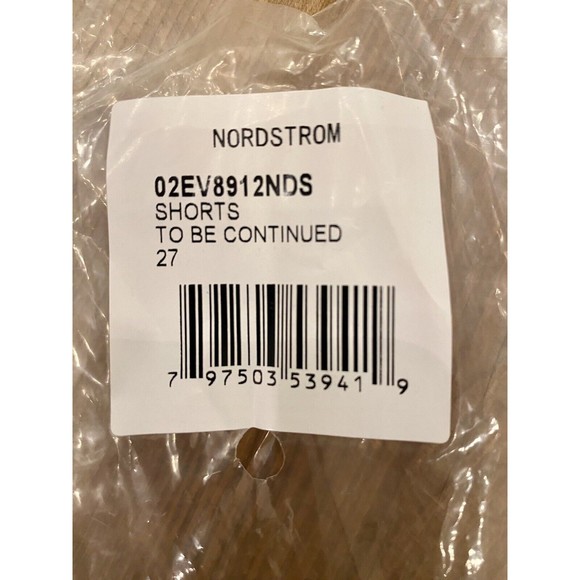 NORDSTROM
02EV8912NDS
SHORTS
TO BE CONTINUED
27
7 97503 53941 9